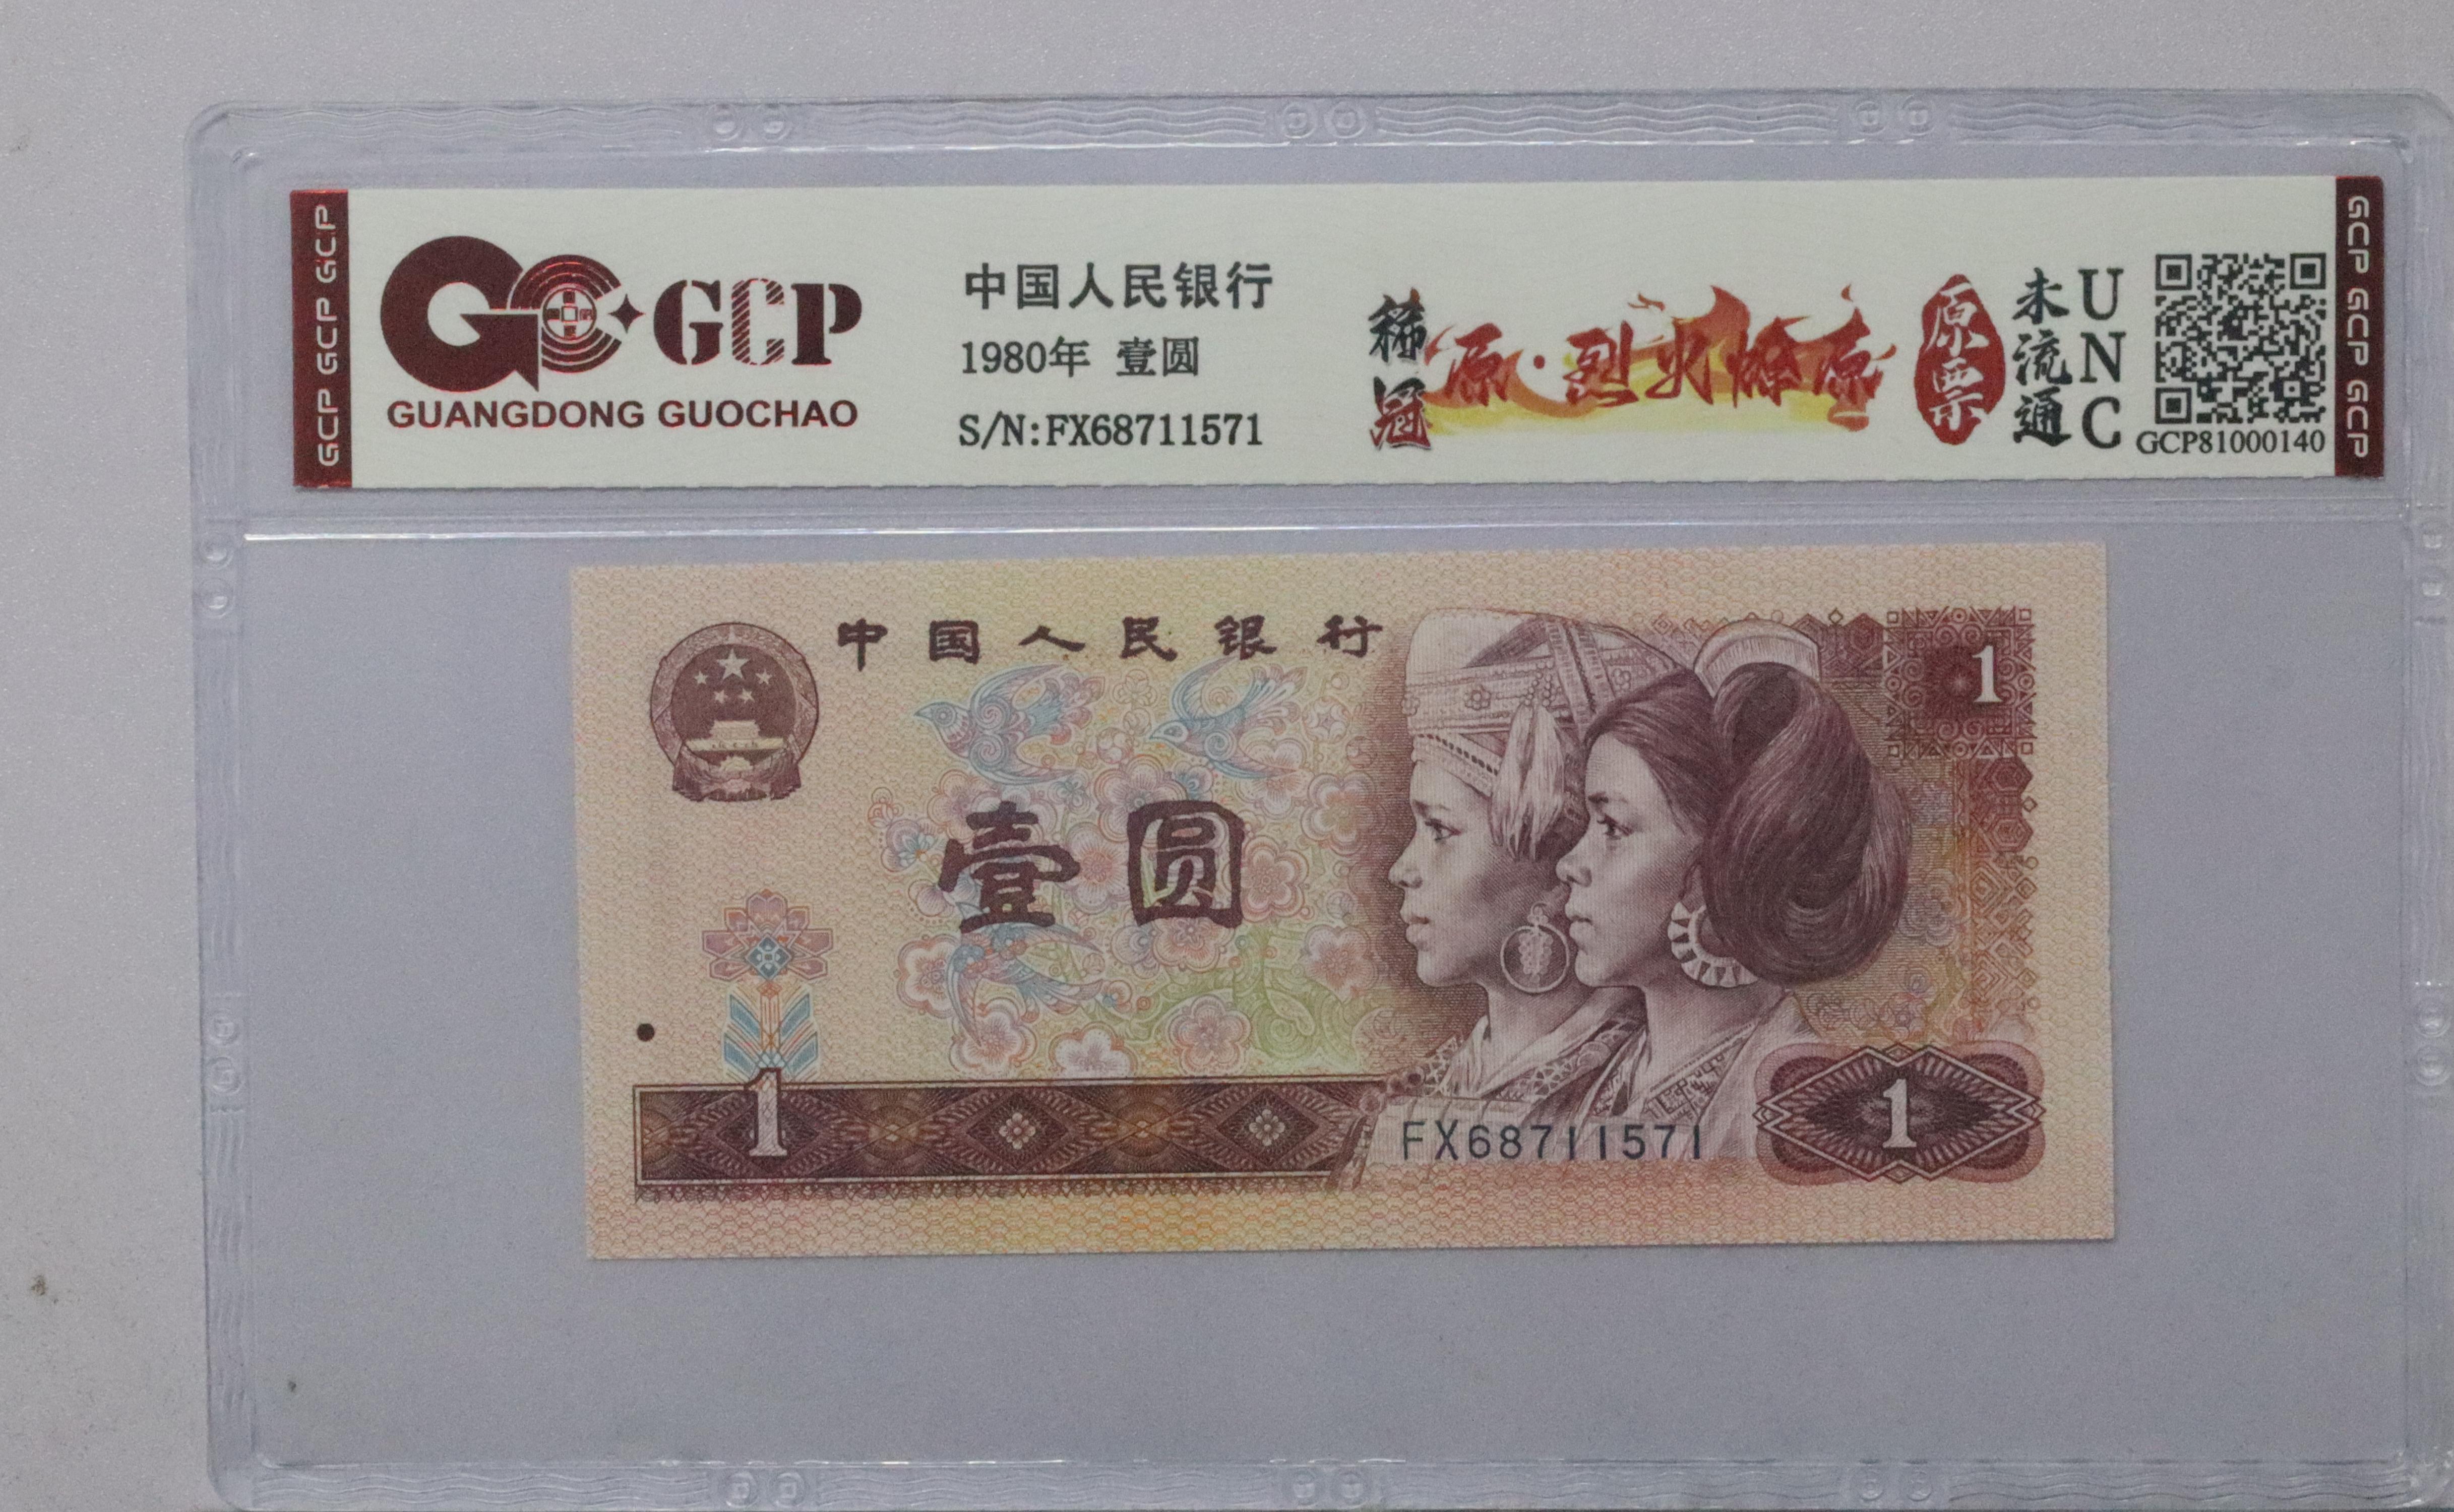 GCP GCP GCP
GCP
GUANGDONG GUOCHAO
中国人民银行
1980年 壹圆
S/N:FX68711571
稀冠
原·烈火燎原
原票
未流通
UNC
GCP81000140
GCP GCP GCP
中国人民银行
1
壹圆
1
FX68711571
1